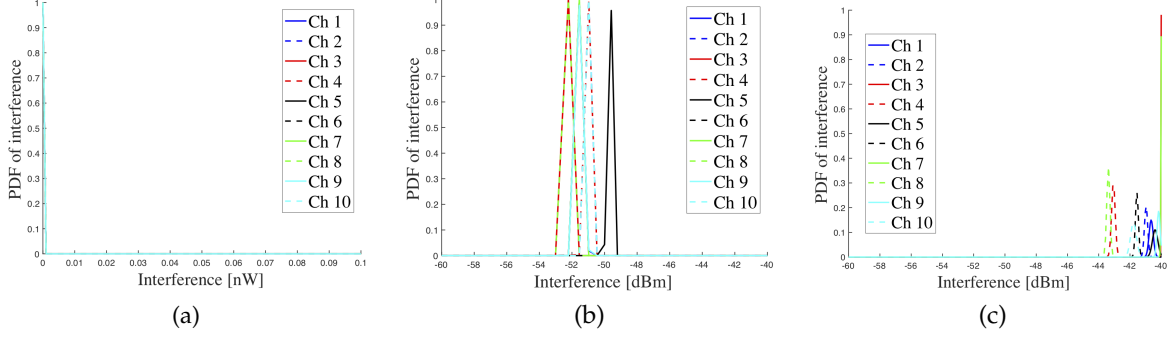 1
0.9
0.8
0.7
0.6
0.5
0.4
0.3
0.2
0.1
0
PDF of interference
Ch 1
Ch 2
Ch 3
Ch 4
Ch 5
Ch 6
Ch 7
Ch 8
Ch 9
Ch 10
0 0.01 0.02 0.03 0.04 0.05 0.06 0.07 0.08 0.09 0.1
Interference [nW]
(a)
1
0.9
0.8
0.7
0.6
0.5
0.4
0.3
0.2
0.1
0
PDF of interference
Ch 1
Ch 2
Ch 3
Ch 4
Ch 5
Ch 6
Ch 7
Ch 8
Ch 9
Ch 10
-60 -58 -56 -54 -52 -50 -48 -46 -44 -42 -40
Interference [dBm]
(b)
1
0.9
0.8
0.7
0.6
0.5
0.4
0.3
0.2
0.1
0
PDF of interference
Ch 1
Ch 2
Ch 3
Ch 4
Ch 5
Ch 6
Ch 7
Ch 8
Ch 9
Ch 10
-60 -58 -56 -54 -52 -50 -48 -46 -44 -42 -40
Interference [dBm]
(c)